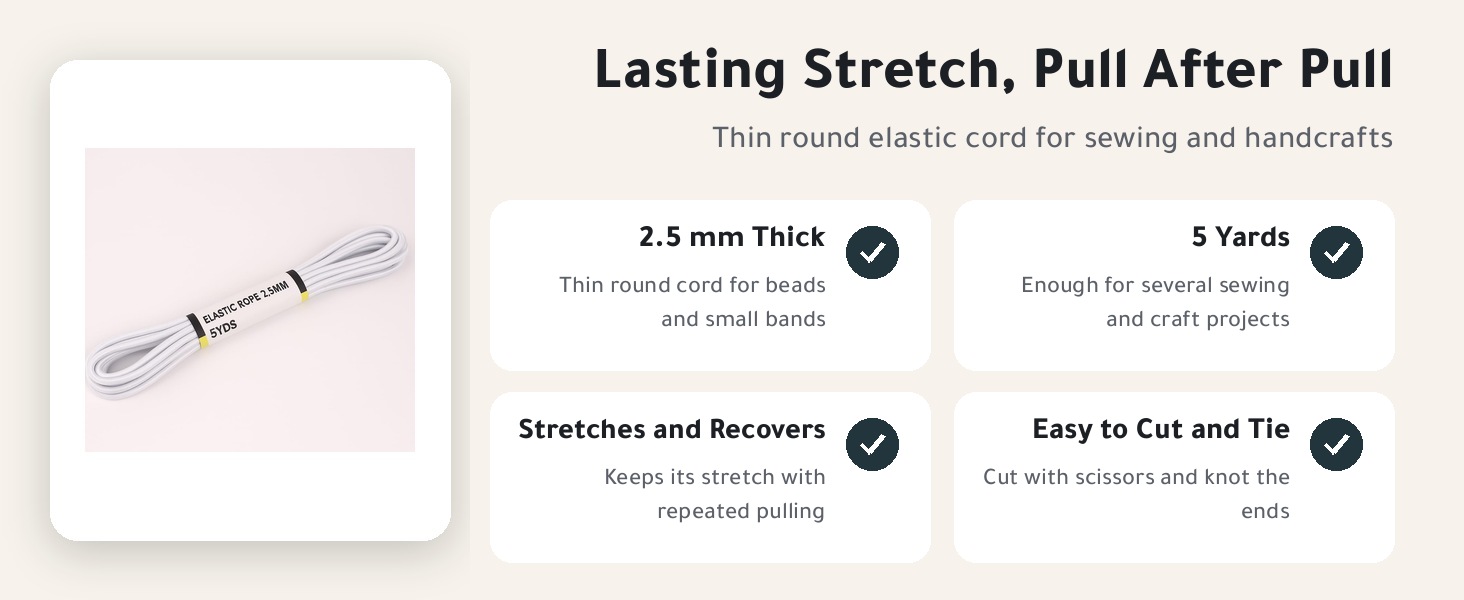 Lasting Stretch, Pull After Pull
Thin round elastic cord for sewing and handcrafts
2.5 mm Thick
Thin round cord for beads
and small bands
5 Yards
Enough for several sewing
and craft projects
Stretches and Recovers
Keeps its stretch with
repeated pulling
Easy to Cut and Tie
Cut with scissors and knot the
ends
ELASTIC ROPE 2.5MM
5YDS